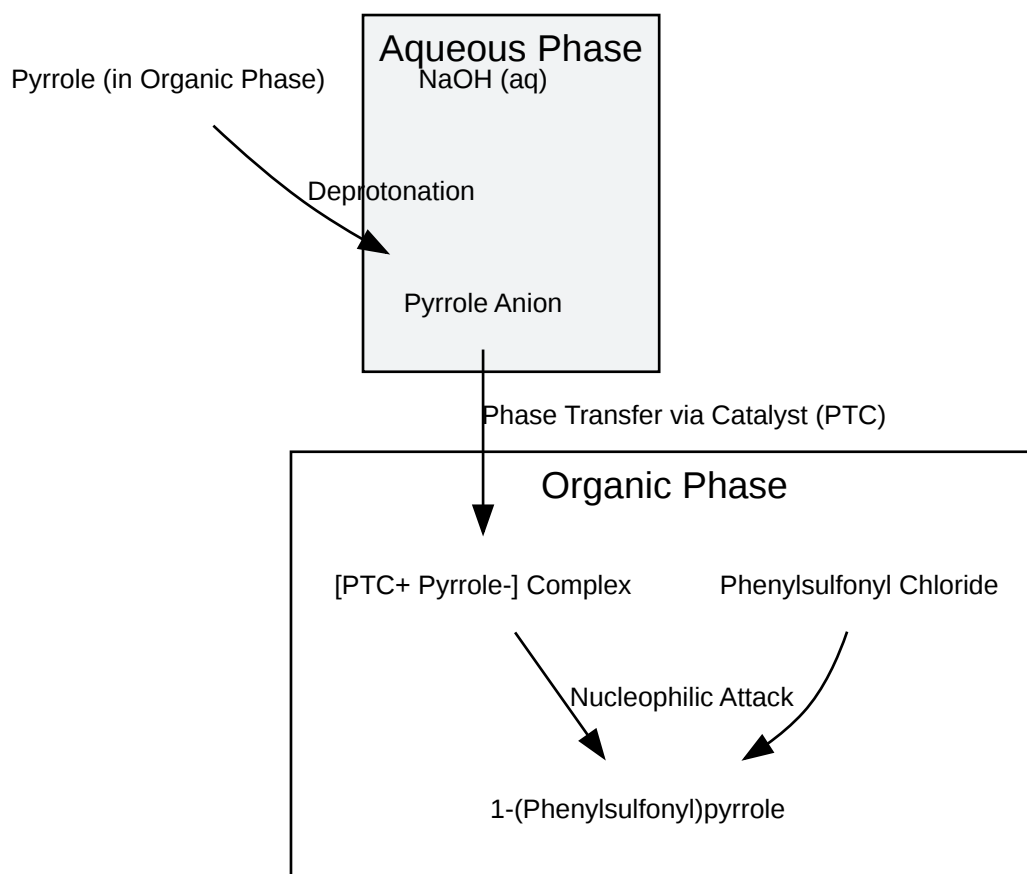 Aqueous Phase
Pyrrole (in Organic Phase)
NaOH (aq)
Deprotonation
Pyrrole Anion
Phase Transfer via Catalyst (PTC)
Organic Phase
[PTC+ Pyrrole-] Complex
Phenylsulfonyl Chloride
Nucleophilic Attack
1-(Phenylsulfonyl)pyrrole